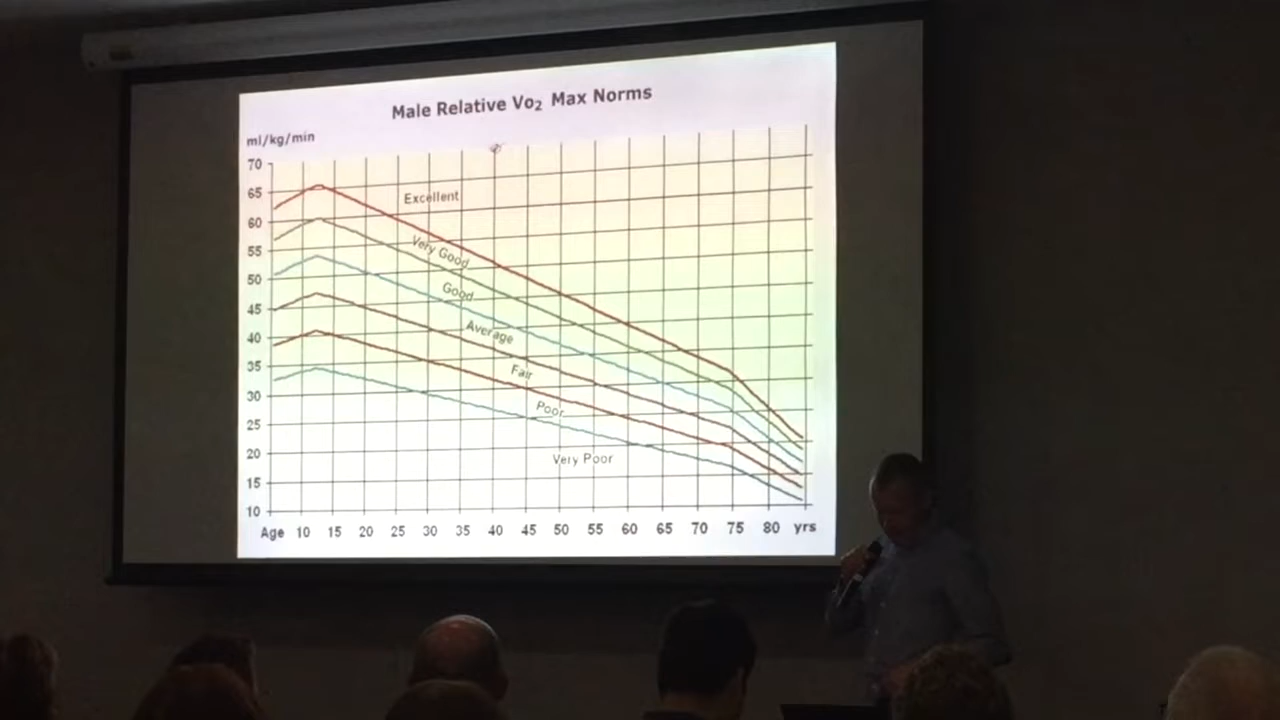 Male Relative Vo2 Max Norms
ml/kg/min
70
65
60
55
50
45
40
35
30
25
20
15
10
Excellent
Very Good
Good
Average
Fair
Poor
Very Poor
Age 10 15 20 25 30 35 40 45 50 55 60 65 70 75 80 yrs